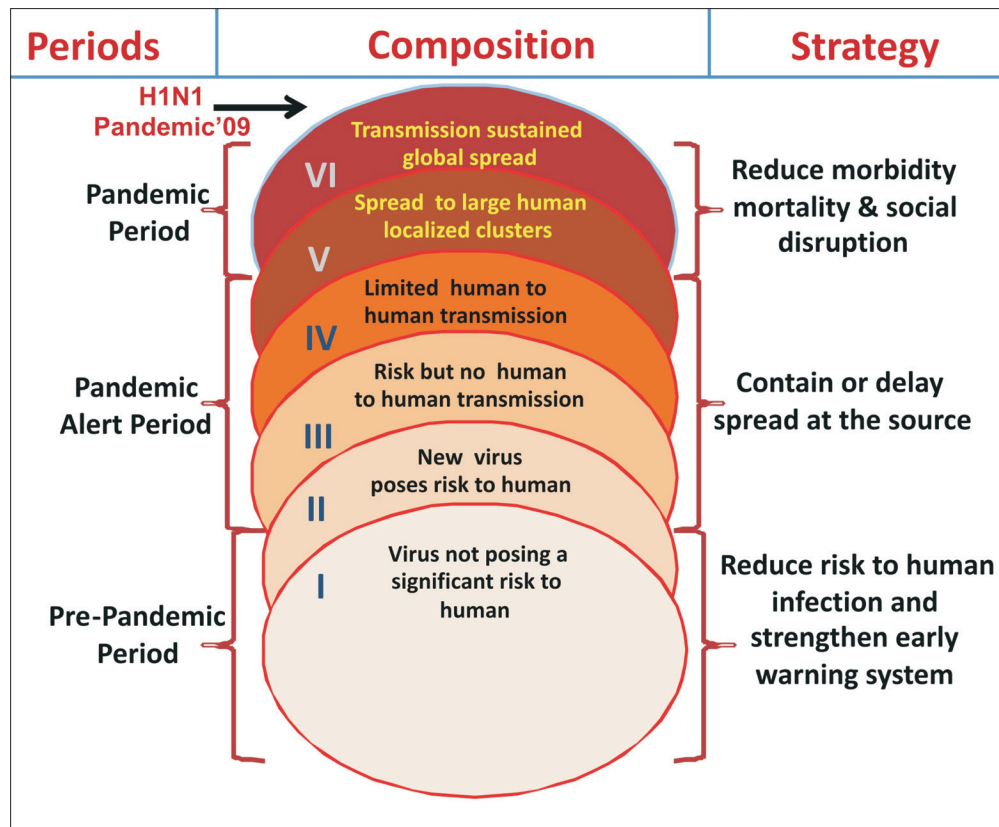 Periods
Composition
Strategy
H1N1
Pandemic'09
Transmission sustained
global spread
VI
Pandemic
Period
Reduce morbidity
mortality & social
disruption
Spread to large human
localized clusters
V
Limited human to
human transmission
IV
Pandemic
Alert Period
Contain or delay
spread at the source
Risk but no human
to human transmission
III
New virus
poses risk to human
II
Virus not posing a
significant risk to
human
I
Pre-Pandemic
Period
Reduce risk to human
infection and
strengthen early
warning system